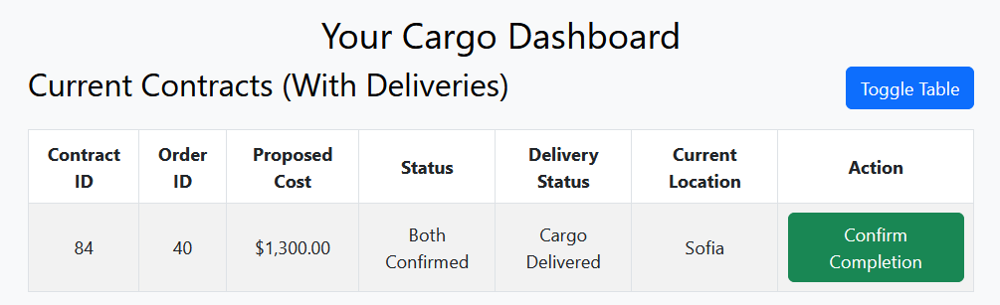 Your Cargo Dashboard
Current Contracts (With Deliveries)
Toggle Table
Contract ID
Order ID
Proposed Cost
Status
Delivery Status
Current Location
Action
84
40
$1,300.00
Both Confirmed
Cargo Delivered
Sofia
Confirm Completion